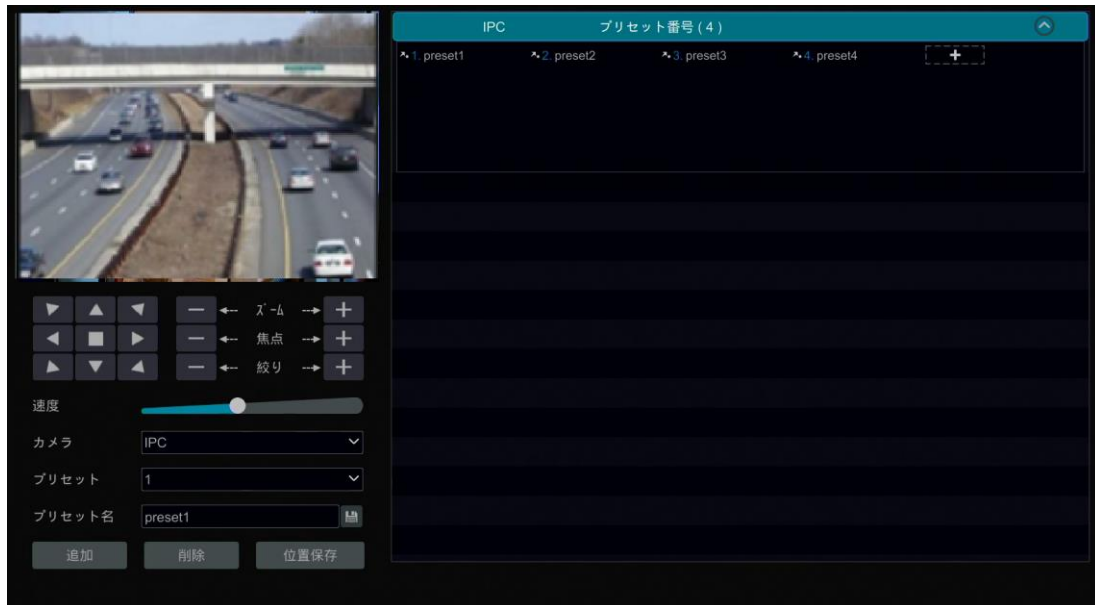 IPC プリセット番号 ( 4 )
1. preset1 2. preset2 3. preset3 4. preset4 +
ズーム
焦点
絞り
速度
カメラ IPC
プリセット 1
プリセット名 preset1
追加 削除 位置保存